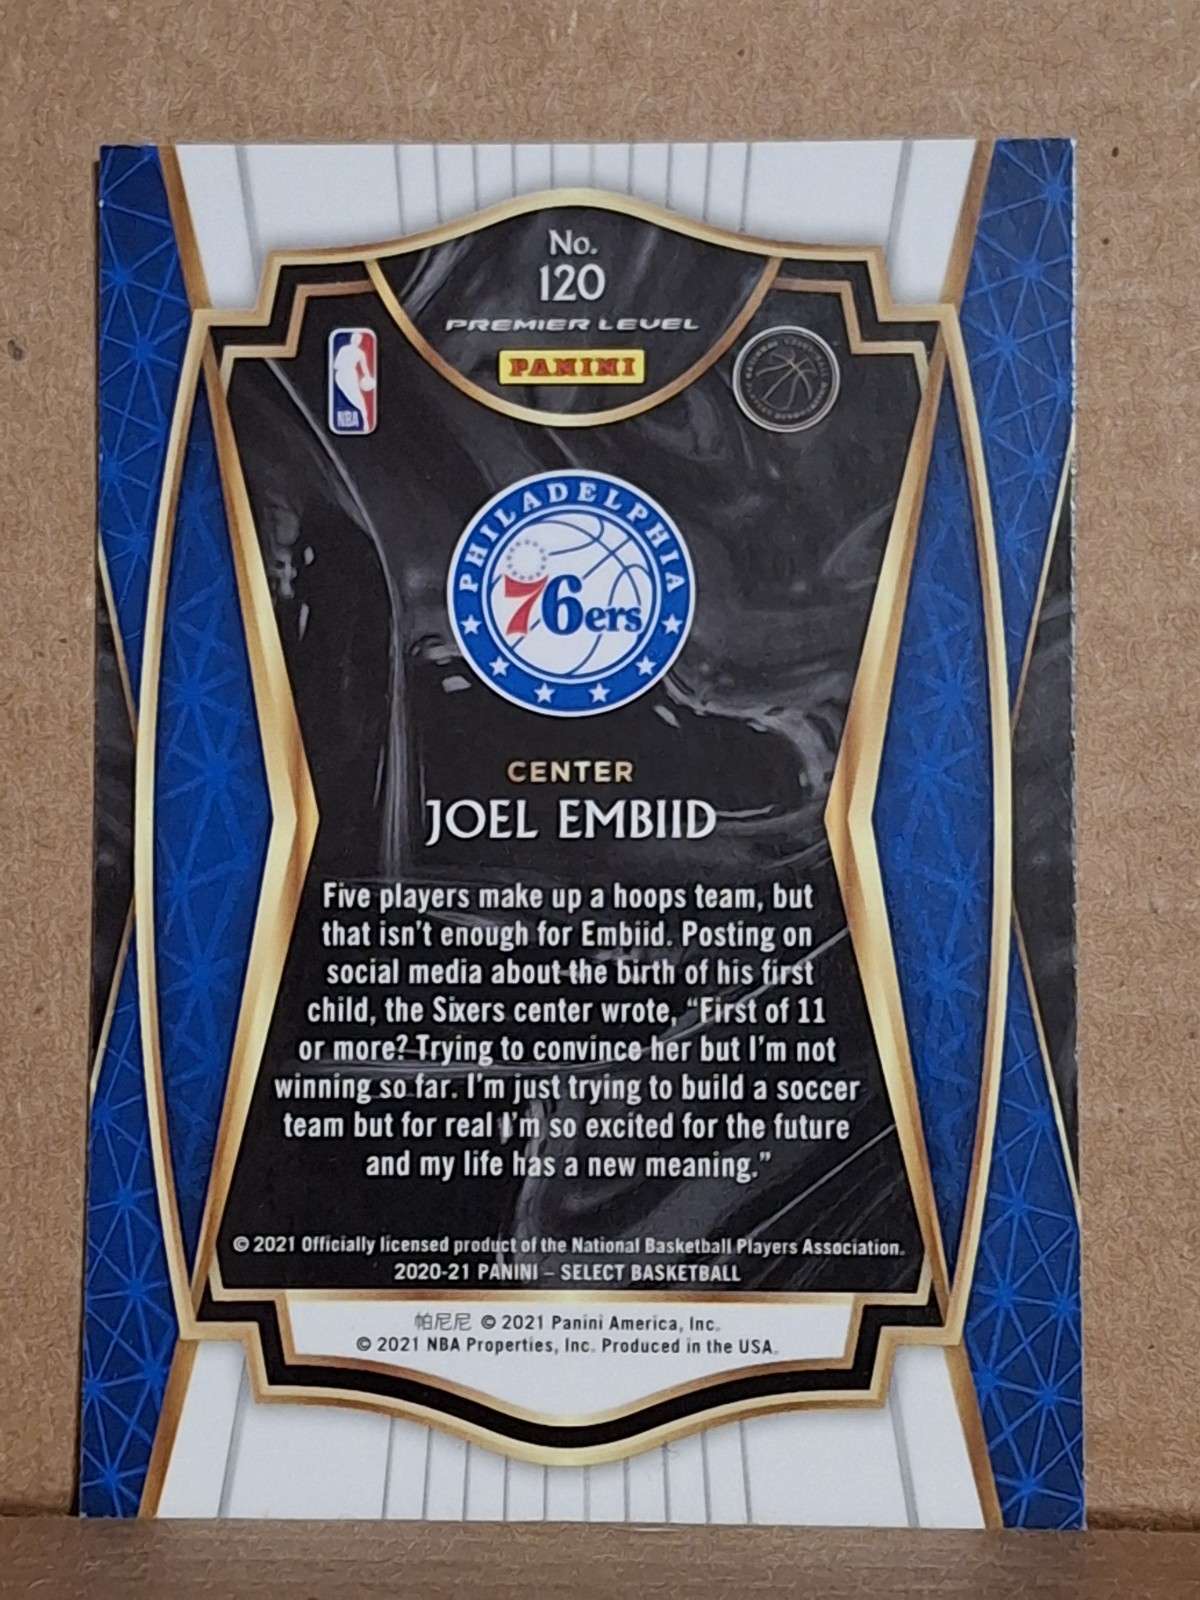 No.
120
PREMIER LEVEL
PANINI
NBA
PHILADELPHIA
76ers
CENTER
JOEL EMBIID
Five players make up a hoops team, but
that isn't enough for Embiid. Posting on
social media about the birth of his first
child, the Sixers center wrote, “First of 11
or more? Trying to convince her but I'm not
winning so far. I'm just trying to build a soccer
team but for real I'm so excited for the future
and my life has a new meaning.”
© 2021 Officially licensed product of the National Basketball Players Association.
2020-21 PANINI – SELECT BASKETBALL
帕尼尼 © 2021 Panini America, Inc.
© 2021 NBA Properties, Inc. Produced in the USA.